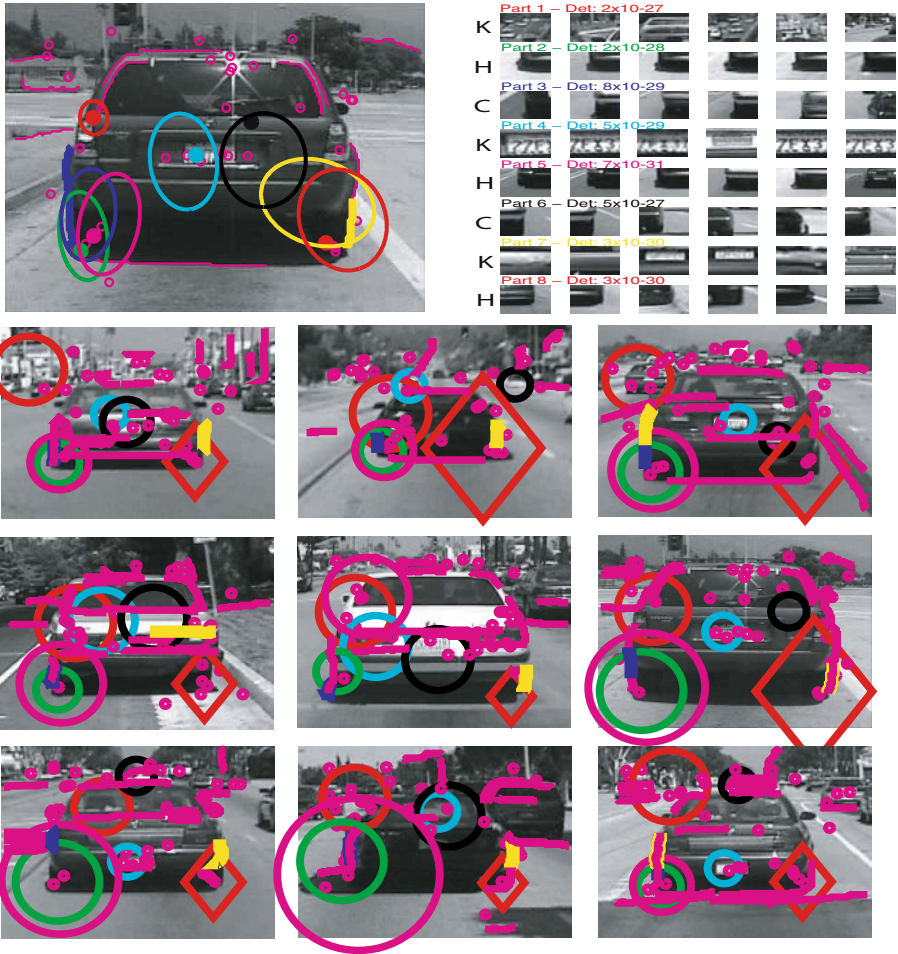 Part 1 – Det: 2x10-27
K
Part 2 – Det: 2x10-28
H
Part 3 – Det: 8x10-29
C
Part 4 – Det: 5x10-29
K
Part 5 – Det: 7x10-31
H
Part 6 – Det: 5x10-27
C
Part 7 – Det: 3x10-30
K
Part 8 – Det: 3x10-30
H